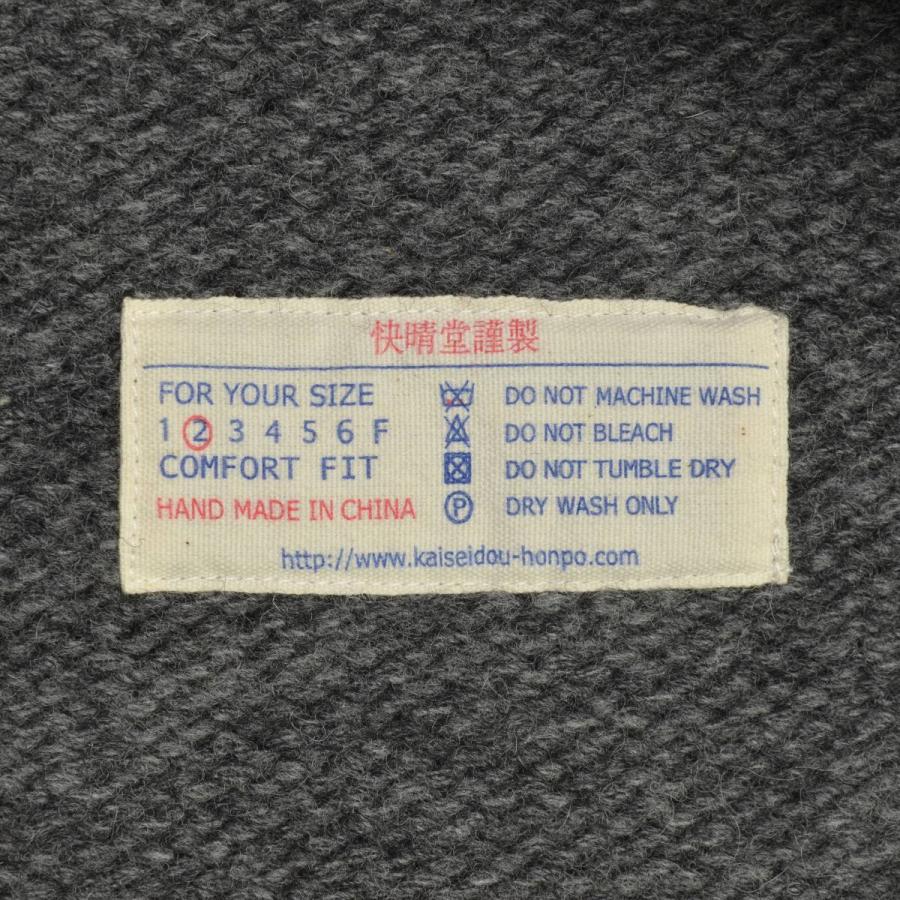 快晴堂謹製
FOR YOUR SIZE
1 2 3 4 5 6 F
COMFORT FIT
HAND MADE IN CHINA
DO NOT MACHINE WASH
DO NOT BLEACH
DO NOT TUMBLE DRY
P DRY WASH ONLY
http://www.kaiseidou-honpo.com